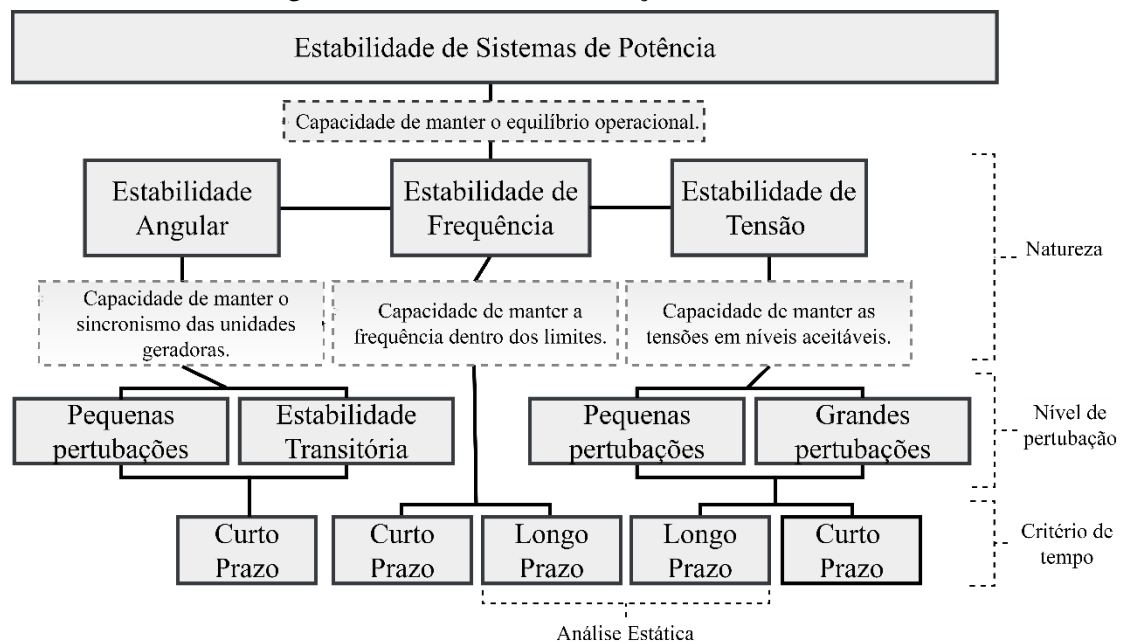 Estabilidade de Sistemas de Potência
Capacidade de manter o equilíbrio operacional.
Estabilidade
Angular
Estabilidade de
Frequência
Estabilidade de
Tensão
Natureza
Capacidade de manter o
sincronismo das unidades
geradoras.
Capacidade de manter a
frequência dentro dos limites.
Capacidade de manter as
tensões em níveis aceitáveis.
Pequenas
pertubações
Estabilidade
Transitória
Pequenas
pertubações
Grandes
pertubações
Nível de
pertubação
Curto
Prazo
Curto
Prazo
Longo
Prazo
Longo
Prazo
Curto
Prazo
Critério de
tempo
Análise Estática